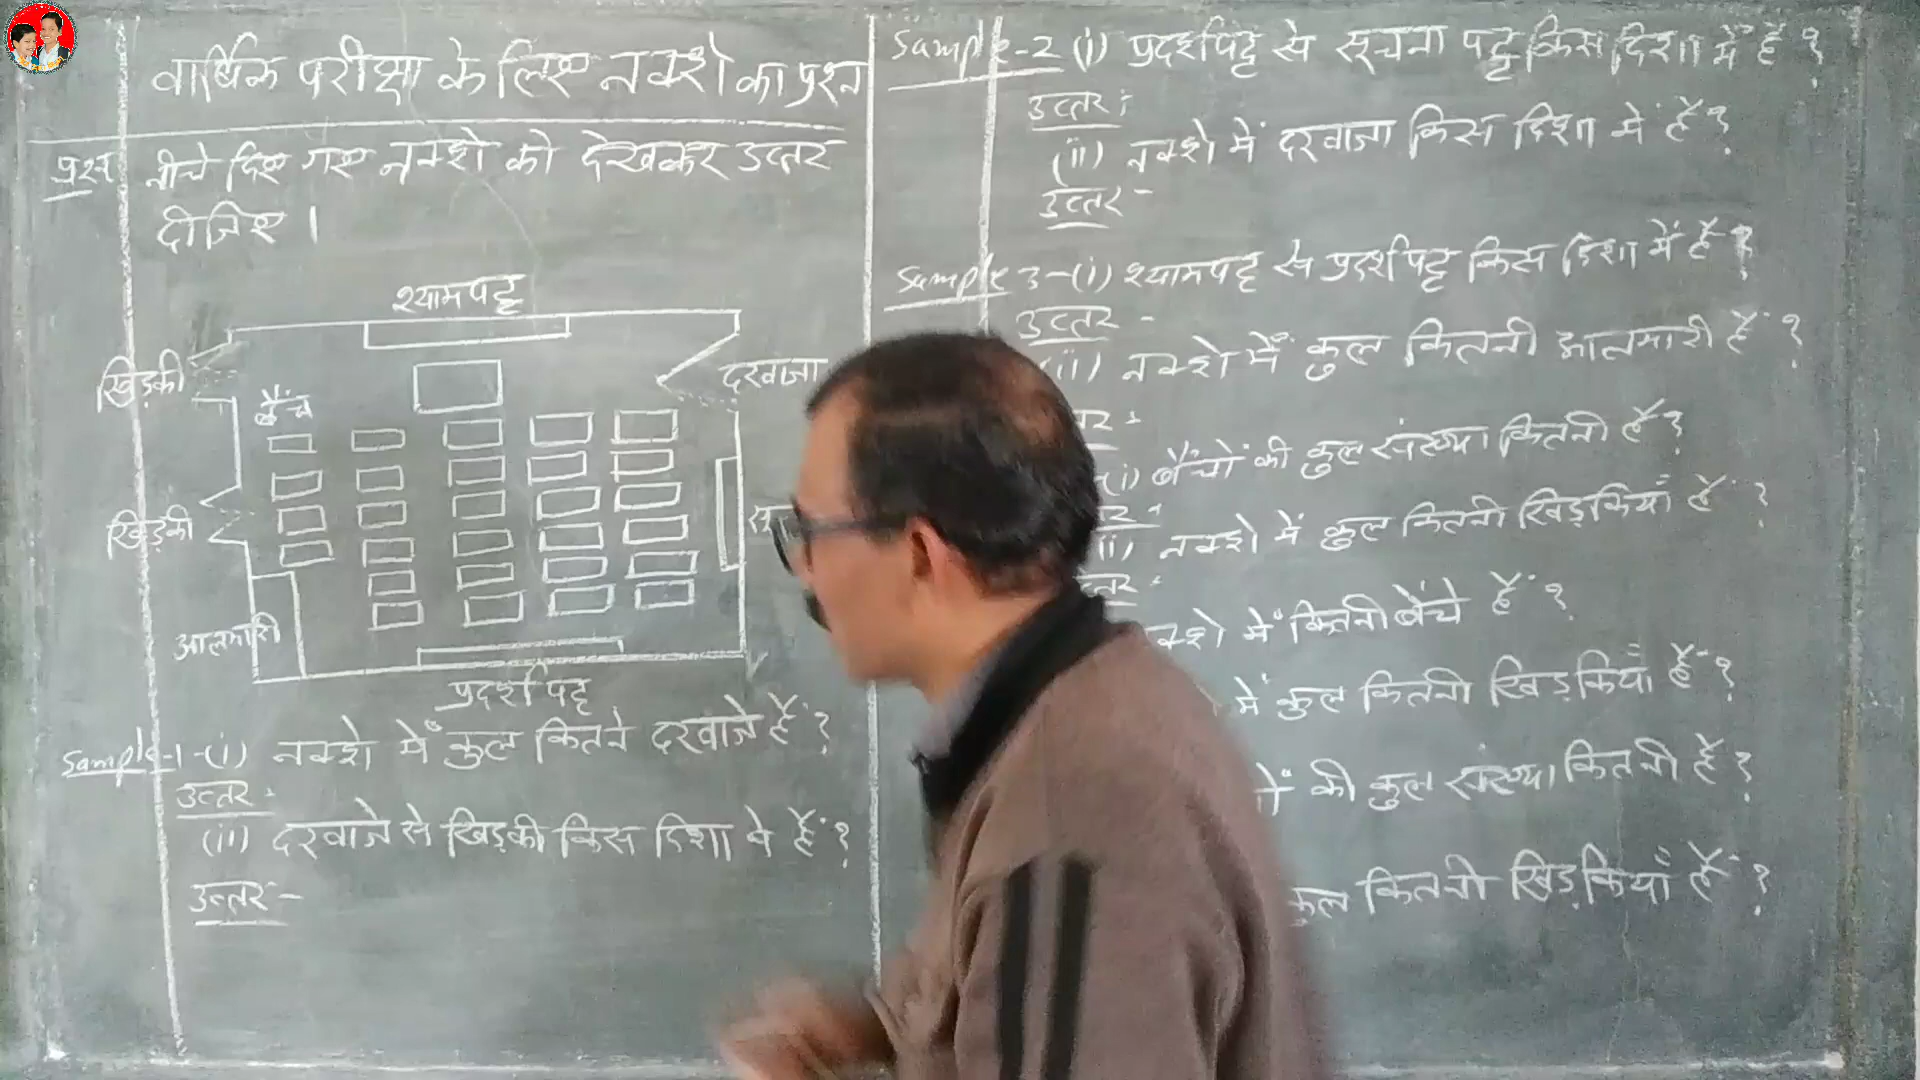 वार्षिक परीक्षा के लिए नक्शे का प्रश्न
प्रश्न नीचे दिए गए नक्शे को देखकर उत्तर
दीजिए ।
श्यामपट्ट
खिड़की
दरवाजा
बैंच
खिड़की
आलमारी
प्रदर्शपट्ट
Sample-1-(i) नक्शे में कुल कितने दरवाजे हैं ?
उत्तर -
(ii) दरवाजे से खिड़की किस दिशा मे हैं ?
उत्तर -
Sample-2 (i) प्रदर्शपट्ट से सूचना पट्ट किस दिशा में है ?
उत्तर :
(ii) नक्शे में दरवाजा किस दिशा में है ?
उत्तर -
Sample 3-(i) श्यामपट्ट से प्रदर्शपट्ट किस दिशा में है ?
उत्तर -
(ii) नक्शे में कुल कितनी आलमारी हैं ?
(i) बैंचों की कुल संख्या कितनी है ?
नक्शे में कुल कितनी खिड़कियाँ हैं ?
में कितनी बैंचे हैं ?
में कुल कितनी खिड़कियाँ हैं ?
की कुल संख्या कितनी है ?
कुल कितनी खिड़कियाँ हैं ?